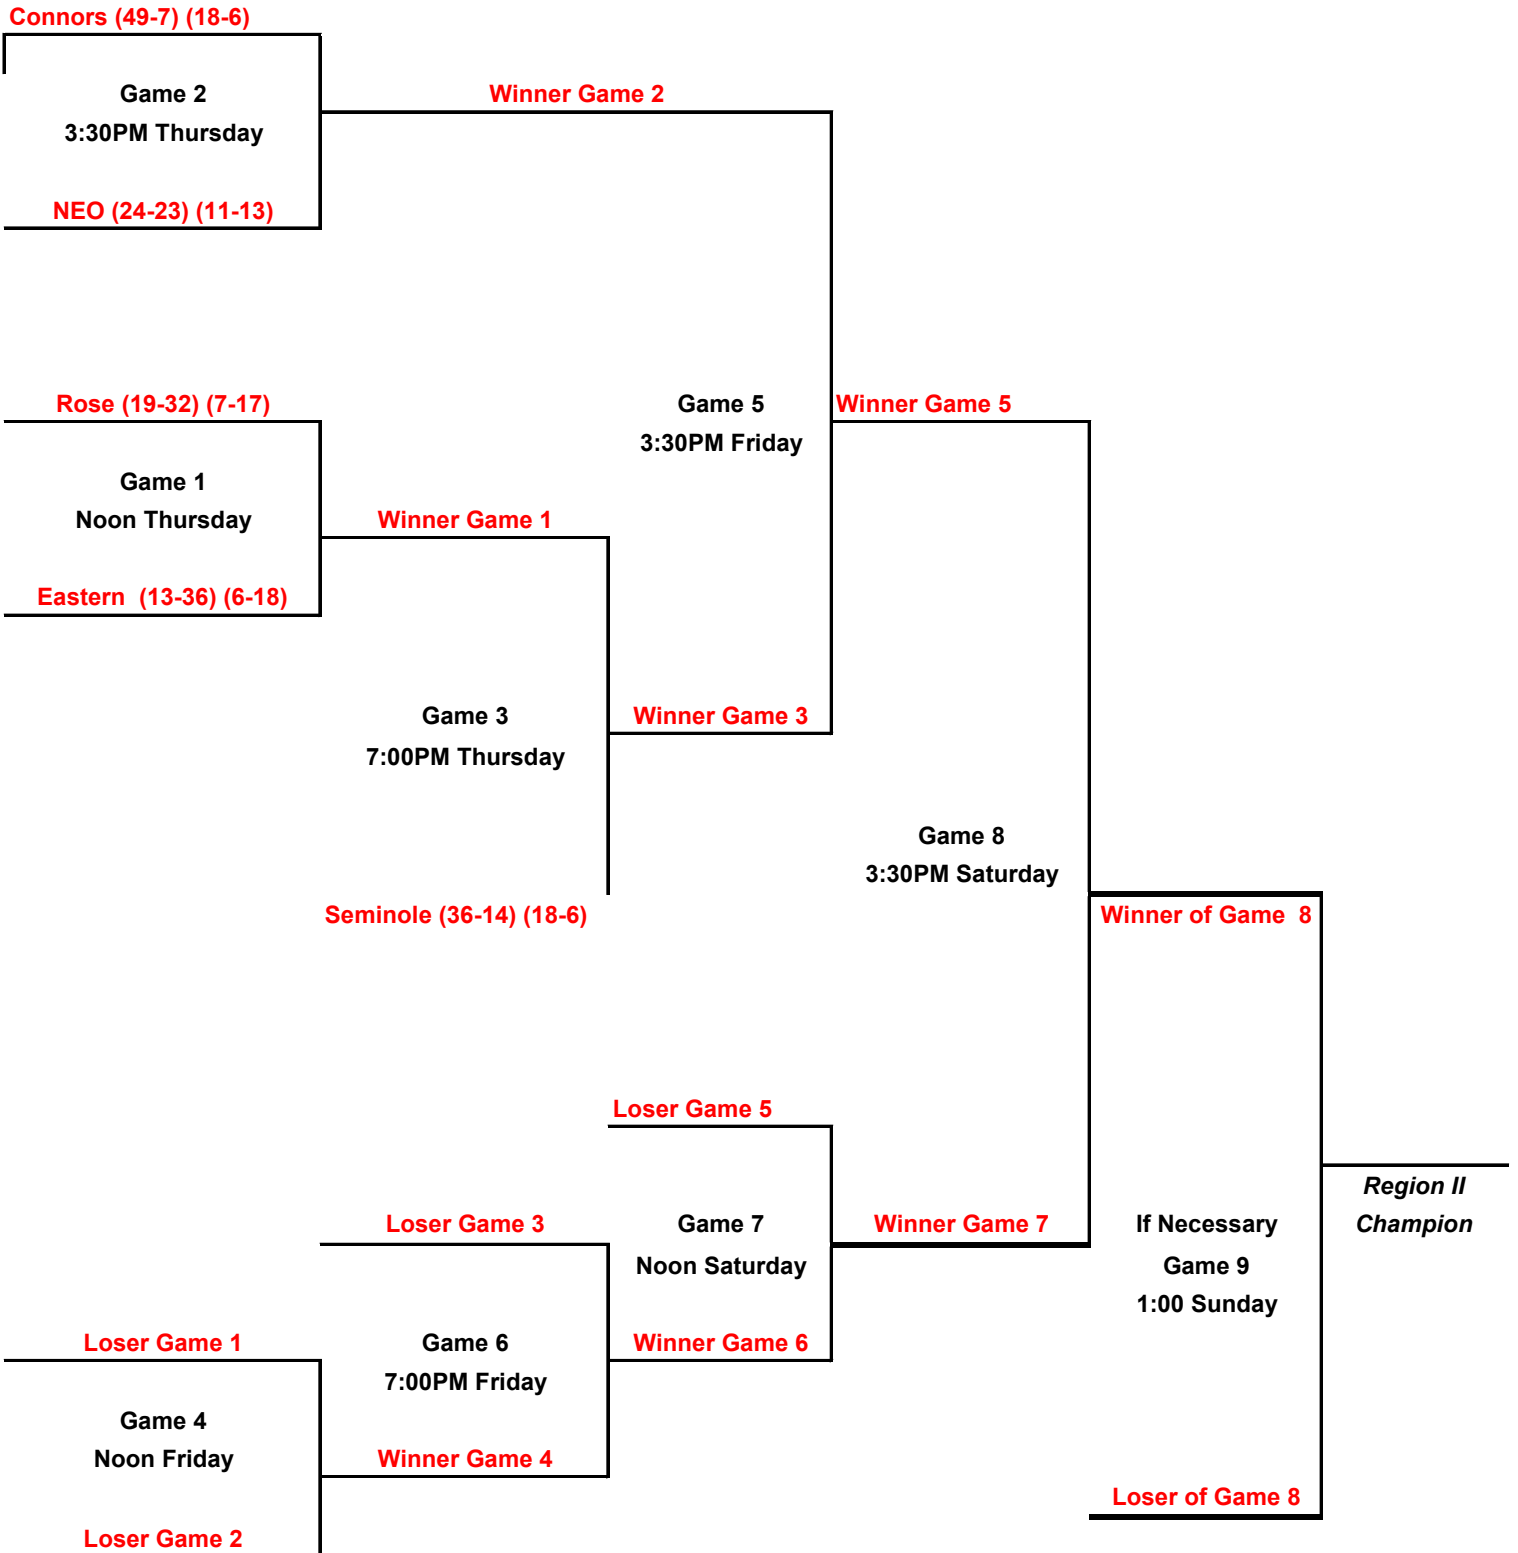 Connors (49-7) (18-6)
Game 2
3:30PM Thursday
Winner Game 2
NEO (24-23) (11-13)
Rose (19-32) (7-17)
Game 5
3:30PM Friday
Winner Game 5
Game 1
Noon Thursday
Winner Game 1
Eastern  (13-36) (6-18)
Game 3
7:00PM Thursday
Winner Game 3
Game 8
3:30PM Saturday
Seminole (36-14) (18-6)
Winner of Game  8
Loser Game 5
Region II
Champion
Loser Game 3
Game 7
Noon Saturday
Winner Game 7
If Necessary
Game 9
1:00 Sunday
Loser Game 1
Game 6
7:00PM Friday
Winner Game 6
Game 4
Noon Friday
Winner Game 4
Loser of Game 8
Loser Game 2